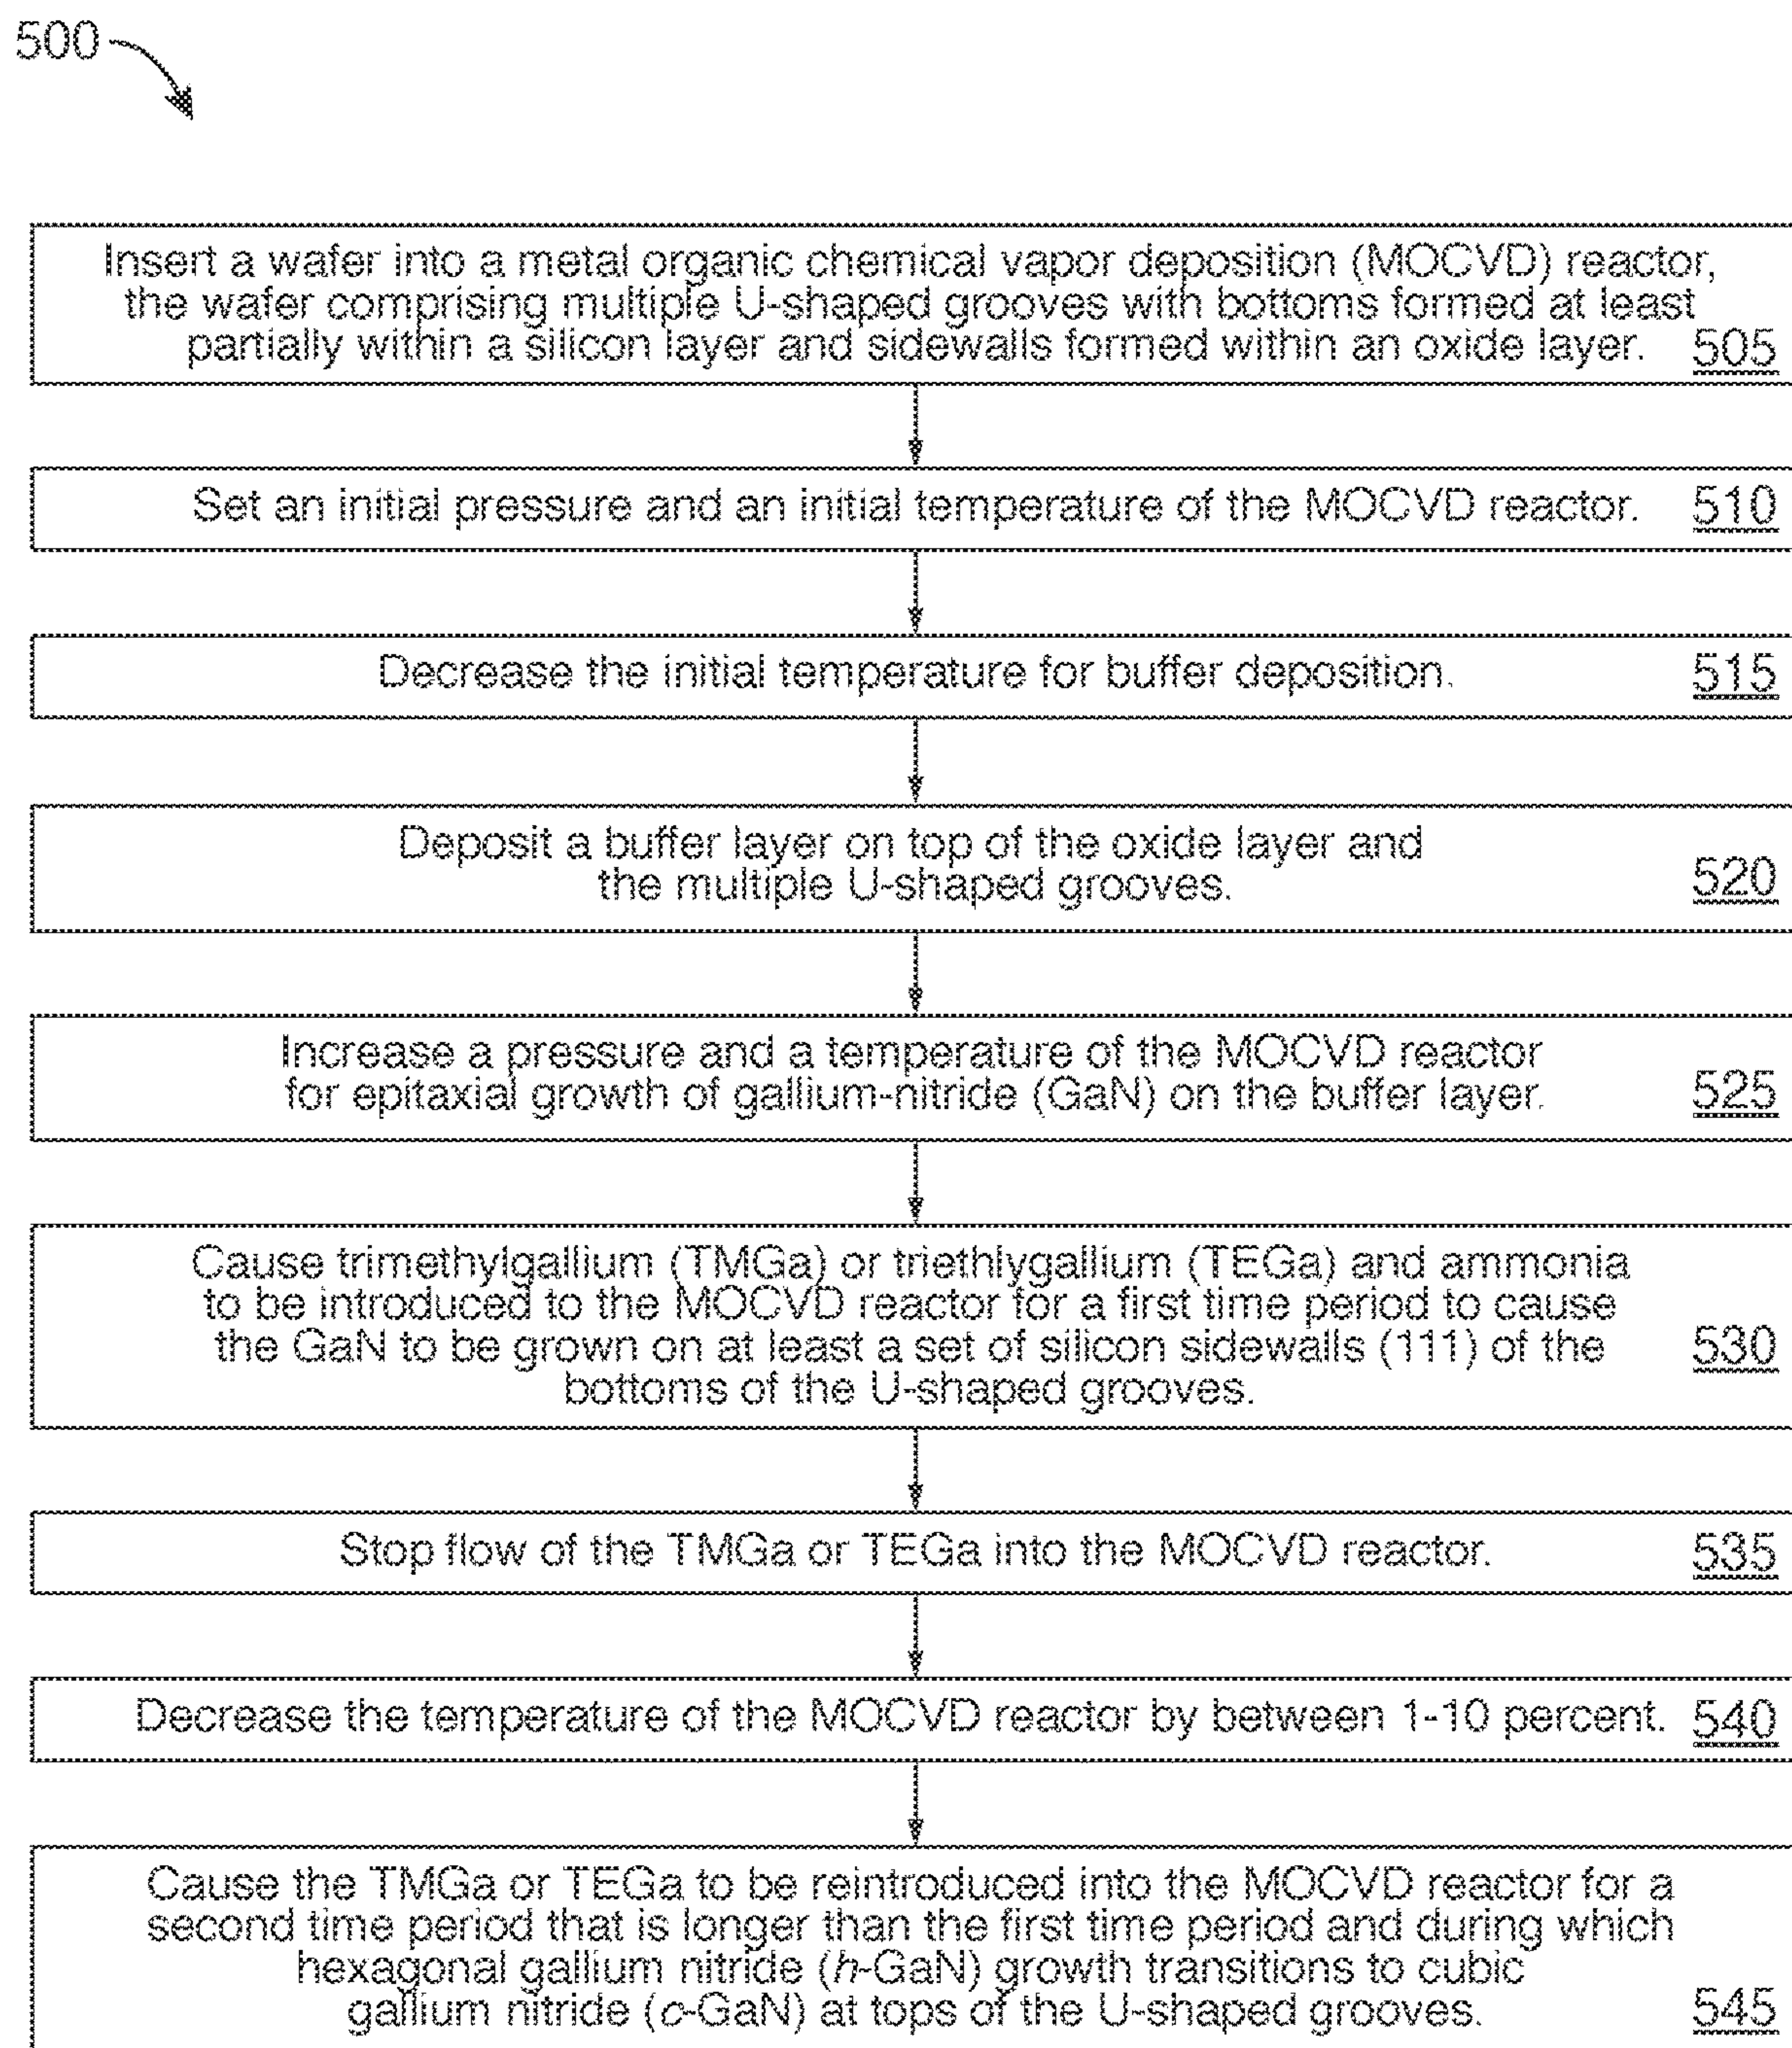 500
Insert a wafer into a metal organic chemical vapor deposition (MOCVD) reactor,
the wafer comprising multiple U-shaped grooves with bottoms formed at least
partially within a silicon layer and sidewalls formed within an oxide layer. 505
Set an initial pressure and an initial temperature of the MOCVD reactor. 510
Decrease the initial temperature for buffer deposition. 515
Deposit a buffer layer on top of the oxide layer and
the multiple U-shaped grooves. 520
Increase a pressure and a temperature of the MOCVD reactor
for epitaxial growth of gallium-nitride (GaN) on the buffer layer. 525
Cause trimethylgallium (TMGa) or triethlygallium (TEGa) and ammonia
to be introduced to the MOCVD reactor for a first time period to cause
the GaN to be grown on at least a set of silicon sidewalls (111) of the 530
bottoms of the U-shaped grooves.
Stop flow of the TMGa or TEGa into the MOCVD reactor. 535
Decrease the temperature of the MOCVD reactor by between 1-10 percent. 540
Cause the TMGa or TEGa to be reintroduced into the MOCVD reactor for a
second time period that is longer than the first time period and during which
hexagonal gallium nitride (h-GaN) growth transitions to cubic
gallium nitride (c-GaN) at tops of the U-shaped grooves. 545